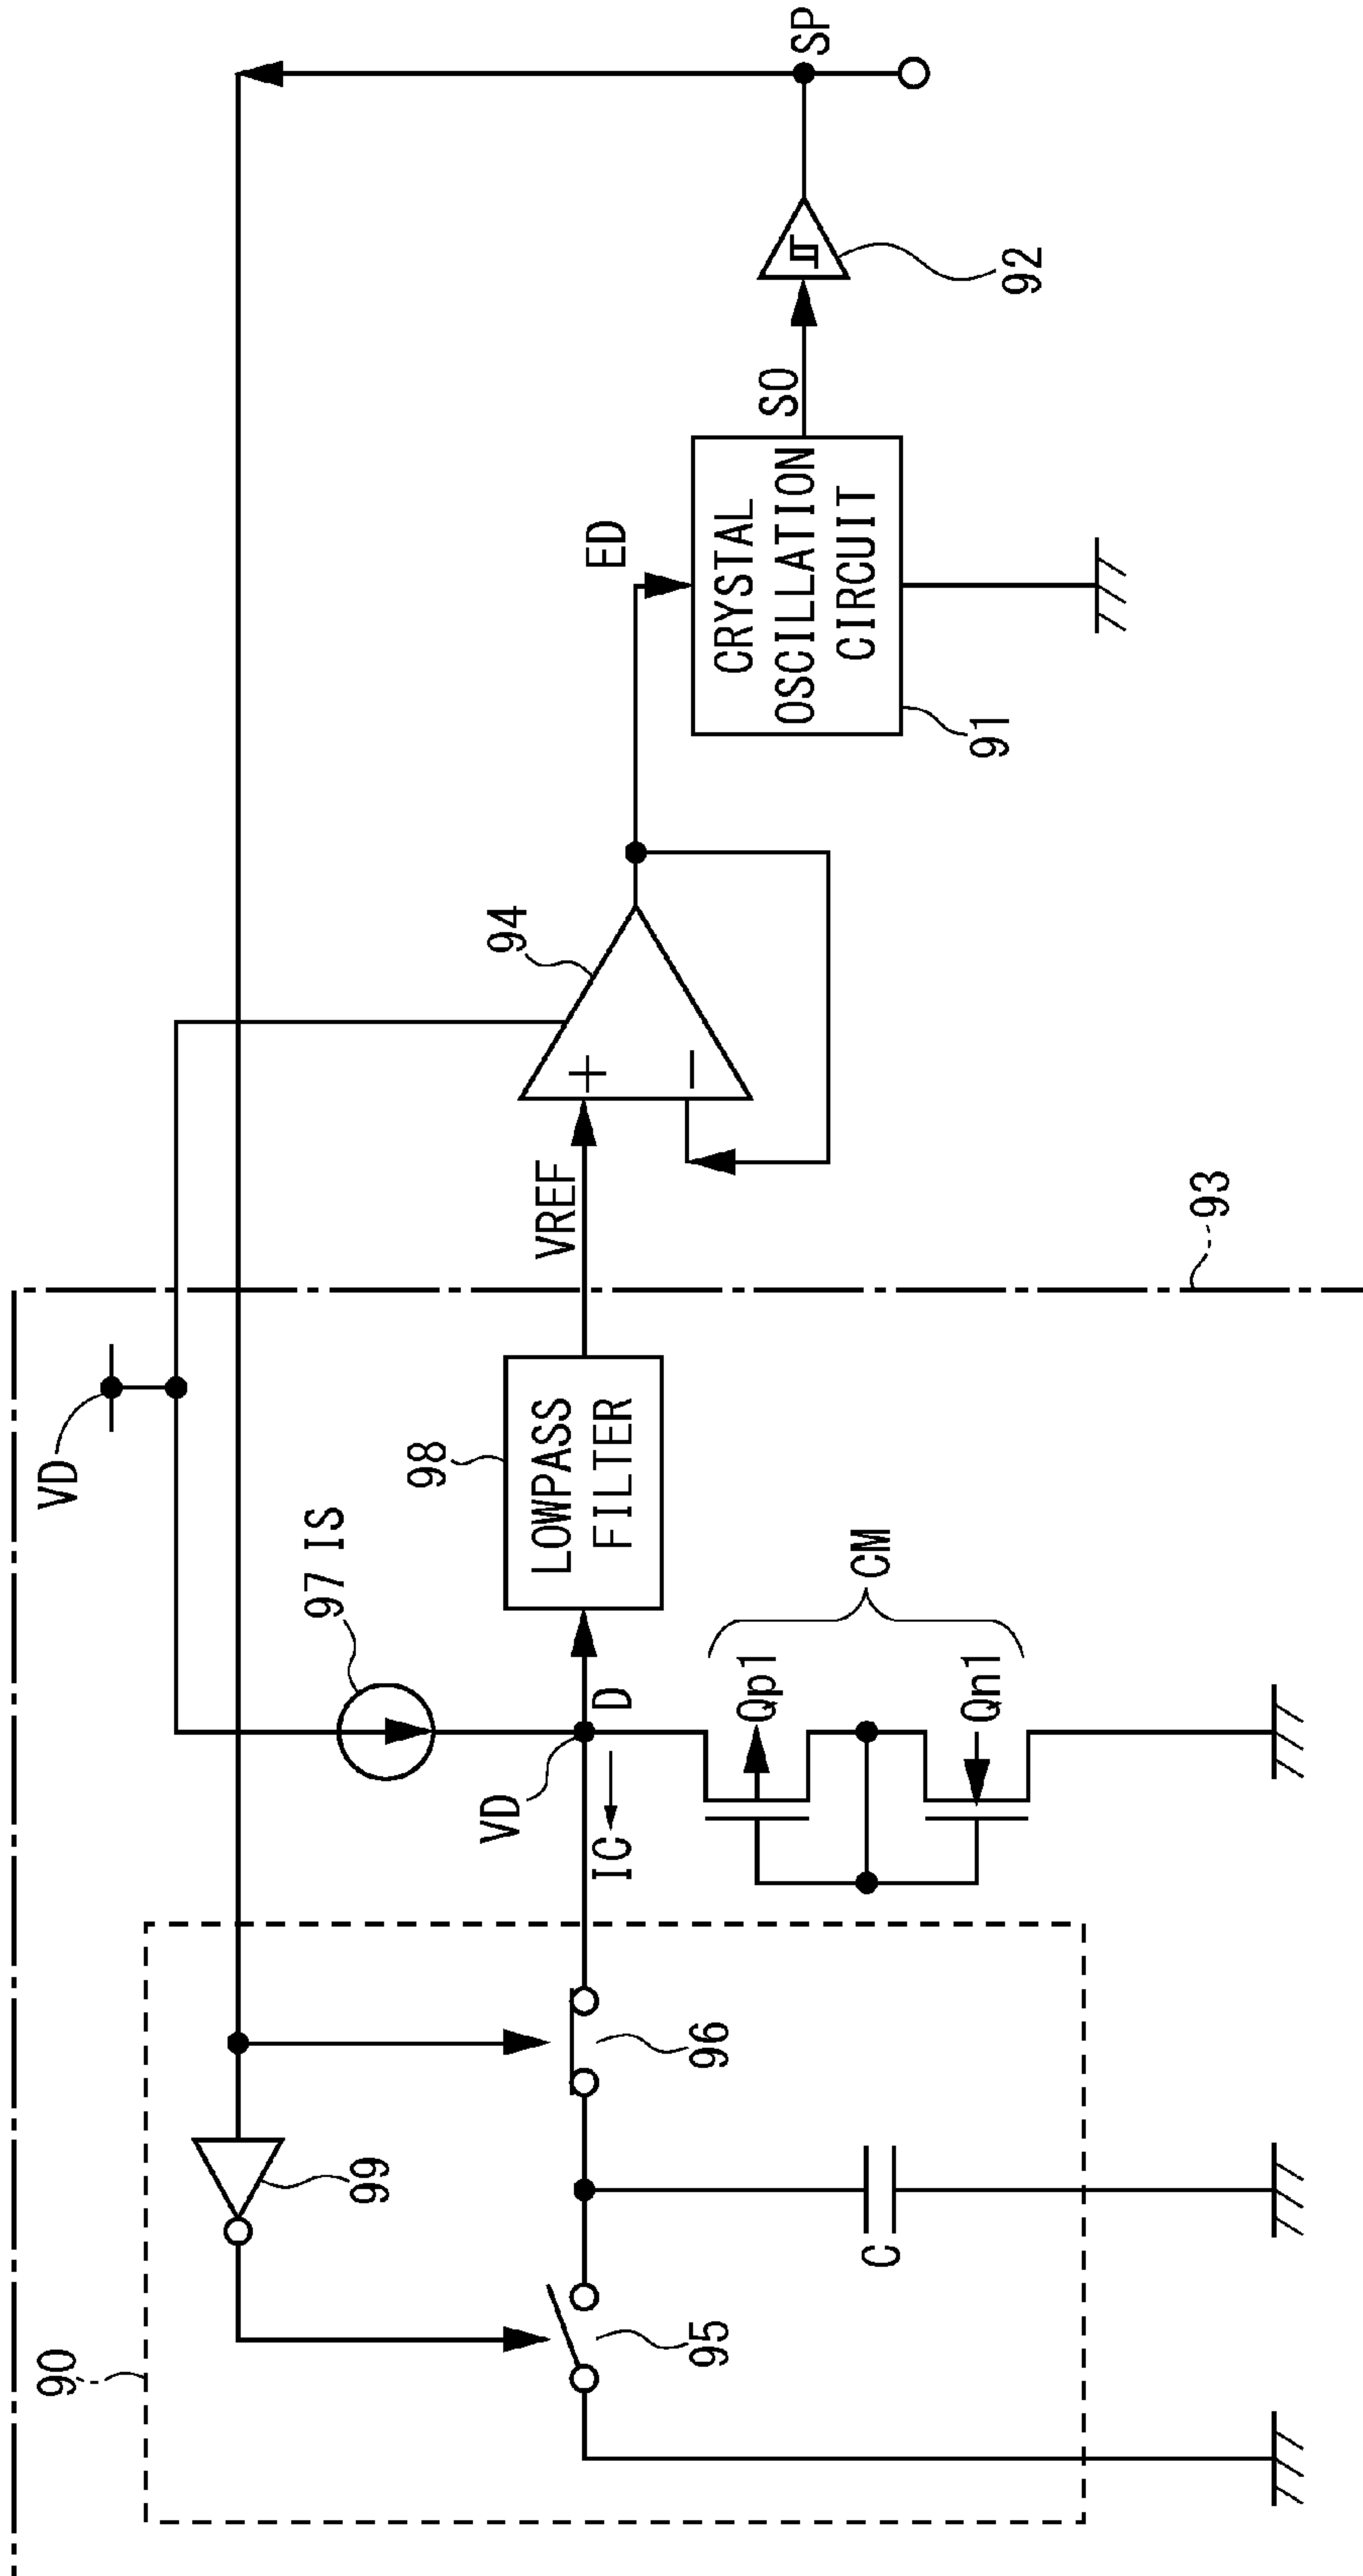 90
99
95
96
C
VD
97 IS
VD
D
IC
98
LOWPASS
FILTER
Qp1
CM
Qn1
93
VREF
94
+
−
ED
CRYSTAL
OSCILLATION
CIRCUIT
91
SO
92
SP